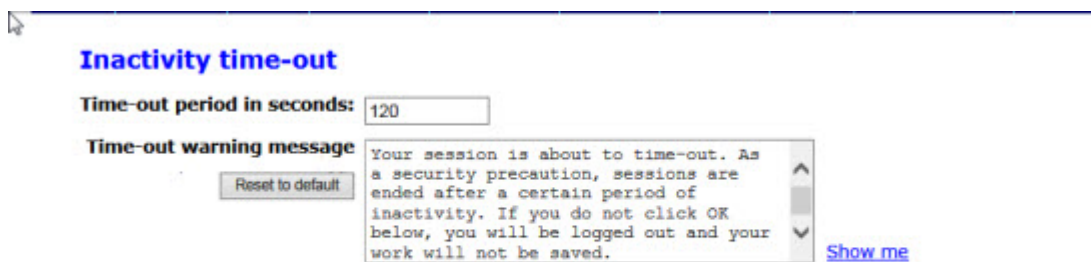 Inactivity time-out
Time-out period in seconds: 120
Time-out warning message
Reset to default
Your session is about to time-out. As
a security precaution, sessions are
ended after a certain period of
inactivity. If you do not click OK
below, you will be logged out and your
work will not be saved.
Show me